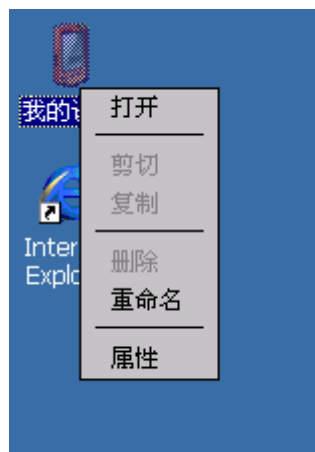 我的
打开
剪切
复制
删除
重命名
属性
Inter
Explo